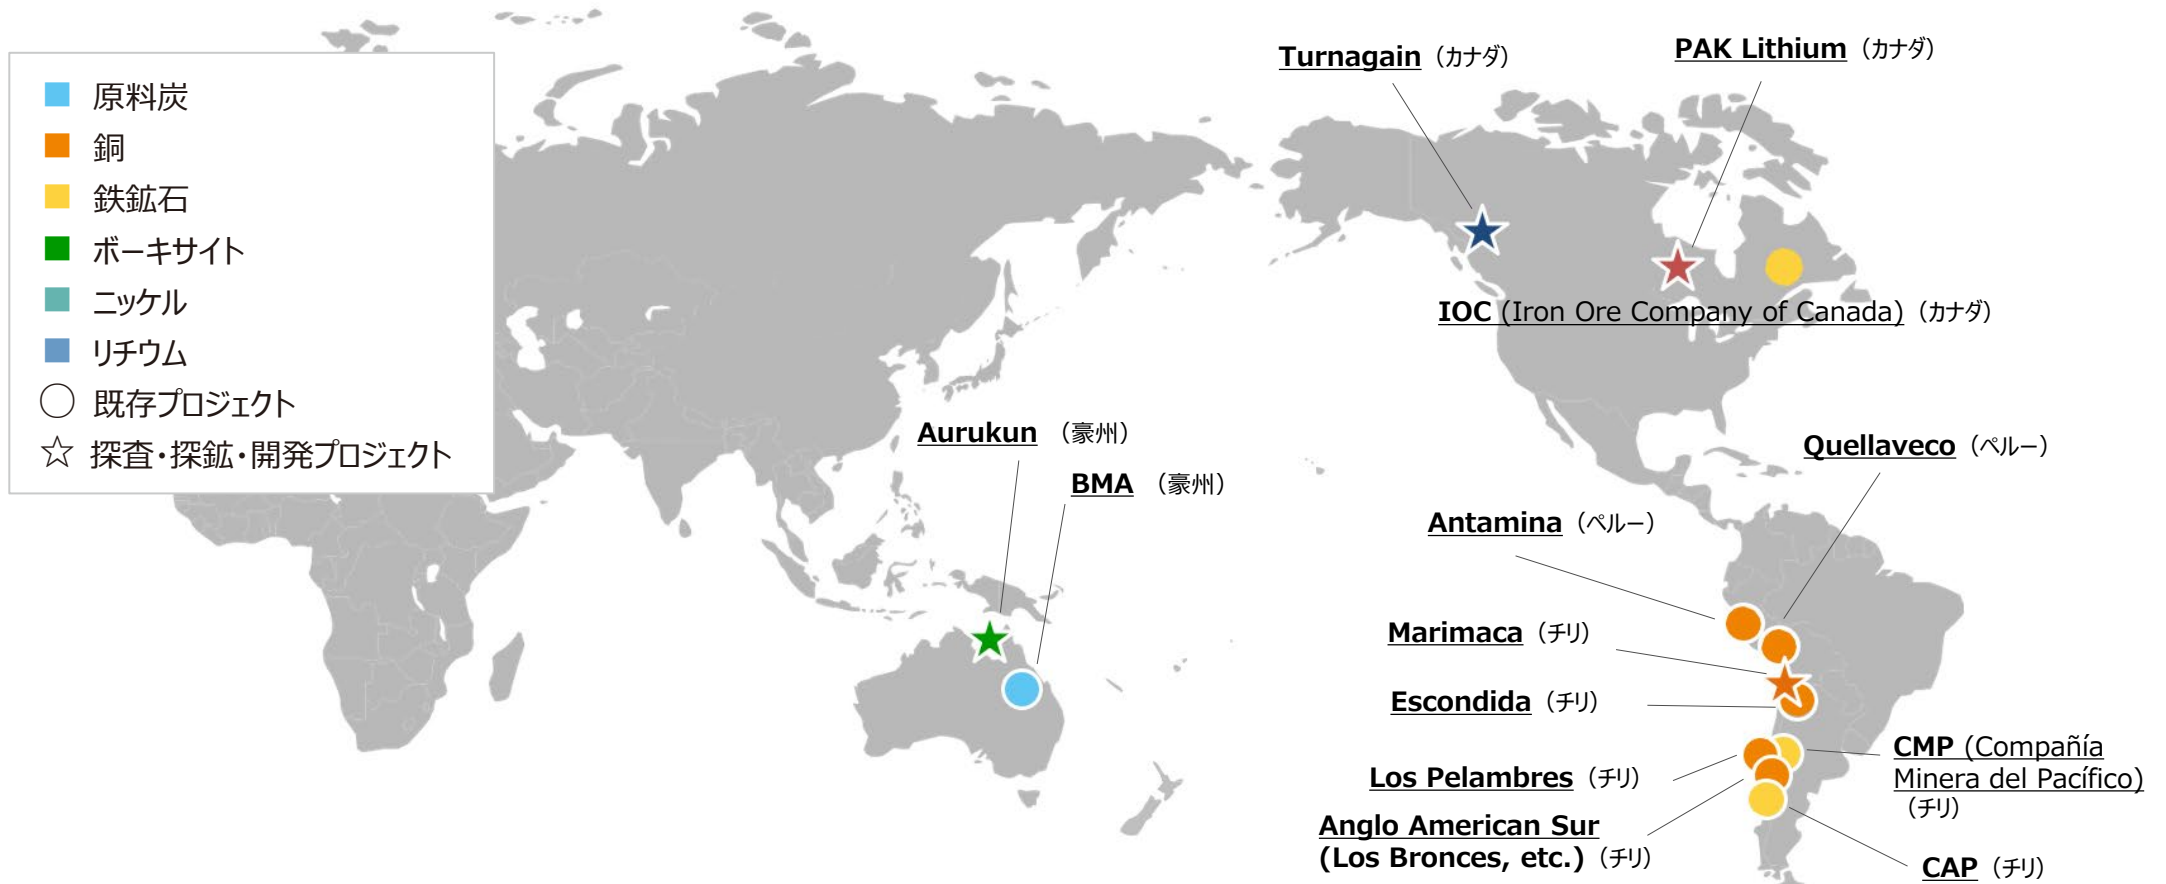 原料炭
銅
鉄鉱石
ボーキサイト
ニッケル
リチウム
既存プロジェクト
探査・探鉱・開発プロジェクト
Turnagain（カナダ）
PAK Lithium（カナダ）
IOC (Iron Ore Company of Canada)（カナダ）
Aurukun （豪州）
BMA （豪州）
Quellaveco（ペルー）
Antamina（ペルー）
Marimaca（チリ）
Escondida（チリ）
CMP (Compañía
Minera del Pacífico)
（チリ）
Los Pelambres（チリ）
Anglo American Sur
(Los Bronces, etc.)（チリ）
CAP（チリ）